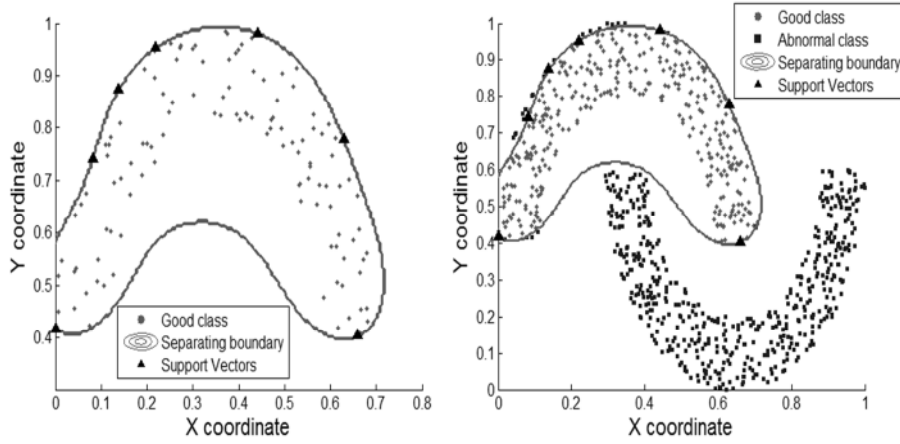 1
0.9
0.8
0.7
0.6
0.5
0.4
Y coordinate
0 0.1 0.2 0.3 0.4 0.5 0.6 0.7 0.8
X coordinate
Good class
Separating boundary
Support Vectors
1
0.9
0.8
0.7
0.6
0.5
0.4
0.3
0.2
0.1
0
Y coordinate
0 0.2 0.4 0.6 0.8 1
X coordinate
Good class
Abnormal class
Separating boundary
Support Vectors